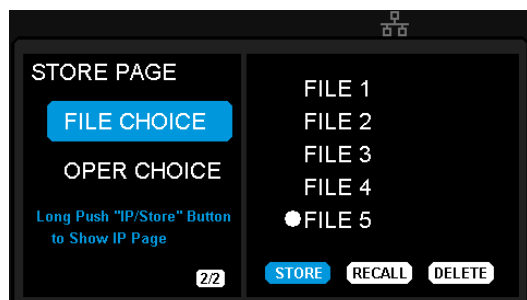 STORE PAGE
FILE CHOICE
OPER CHOICE
Long Push "IP/Store" Button
to Show IP Page
2/2
FILE 1
FILE 2
FILE 3
FILE 4
FILE 5
STORE RECALL DELETE